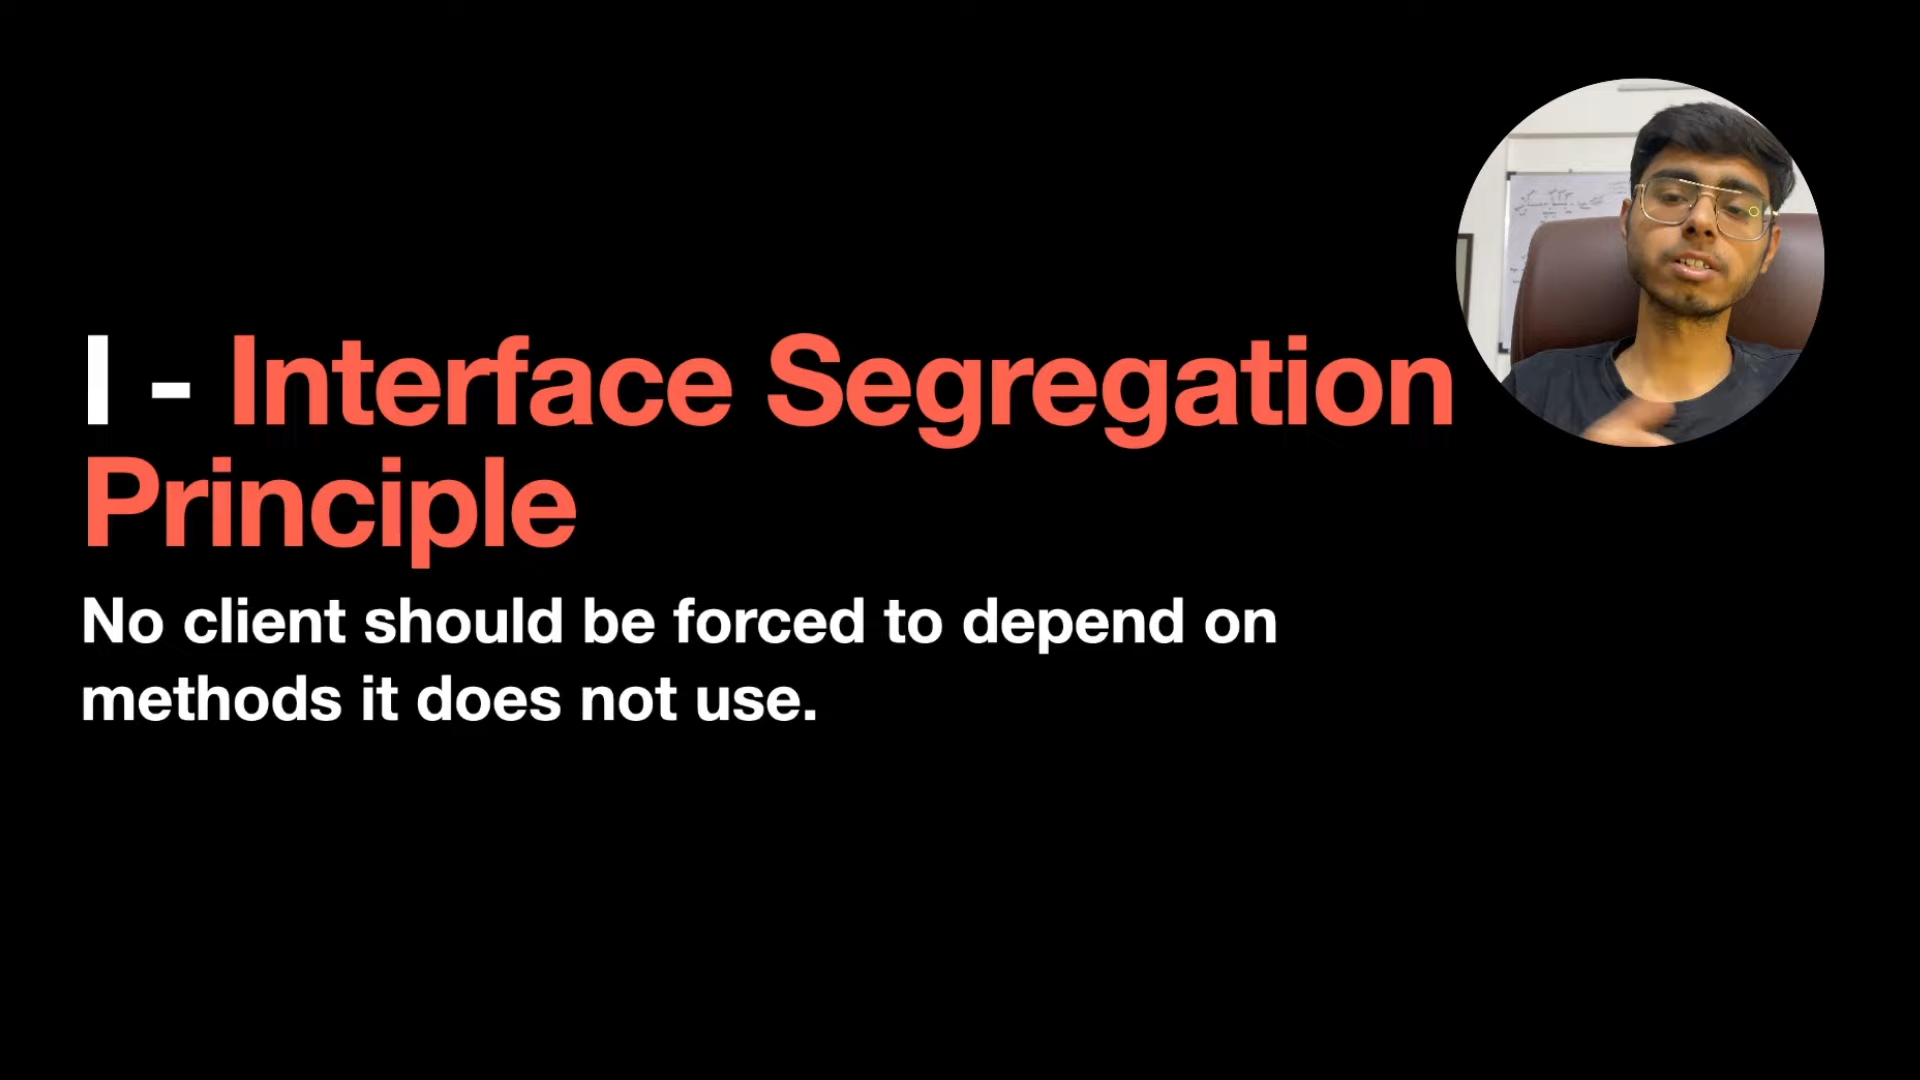 I - Interface Segregation
Principle
No client should be forced to depend on
methods it does not use.